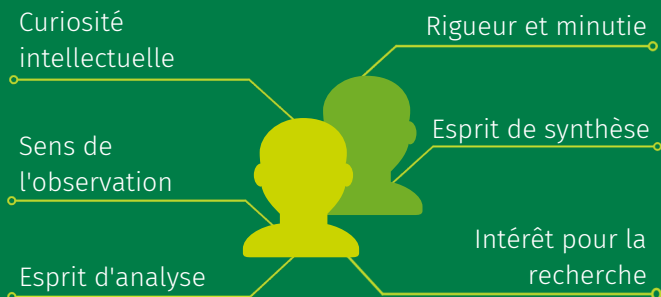 Curiosité
intellectuelle
Rigueur et minutie
Sens de
l'observation
Esprit de synthèse
Esprit d'analyse
Intérêt pour la
recherche